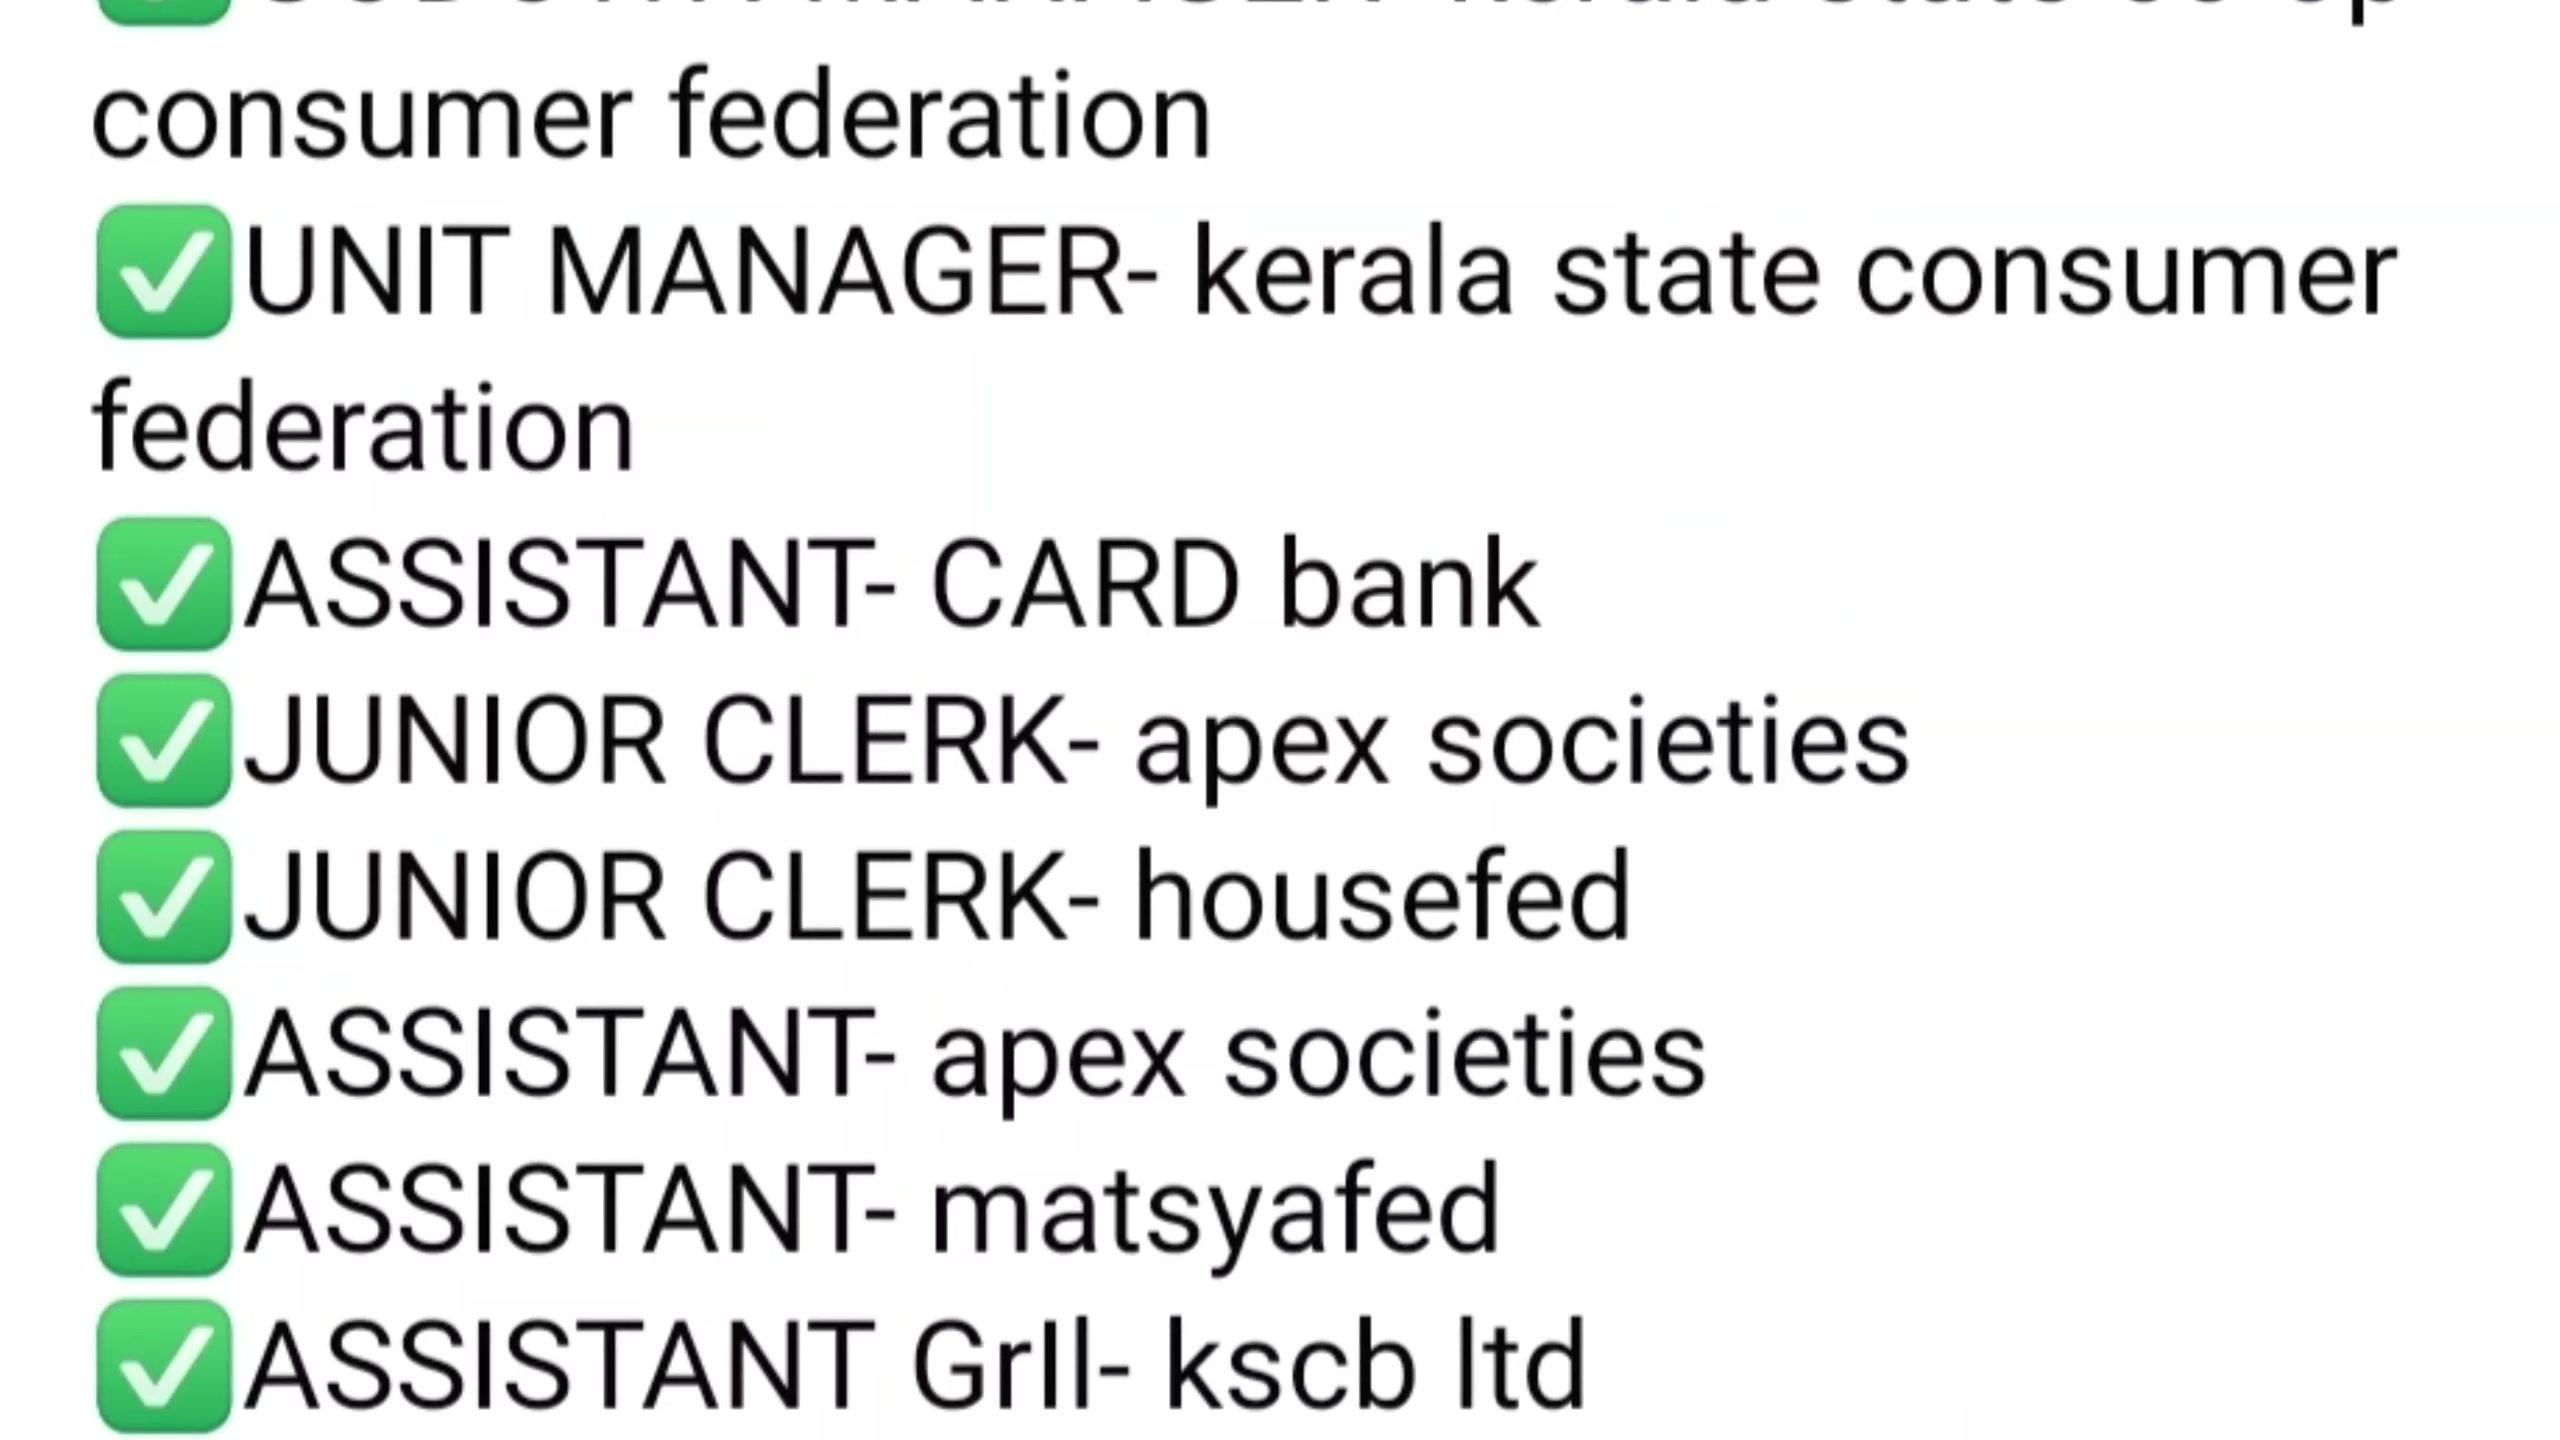 consumer federation
✅UNIT MANAGER- kerala state consumer
federation
✅ASSISTANT- CARD bank
✅JUNIOR CLERK- apex societies
✅JUNIOR CLERK- housefed
✅ASSISTANT- apex societies
✅ASSISTANT- matsyafed
✅ASSISTANT GrIl- kscb ltd